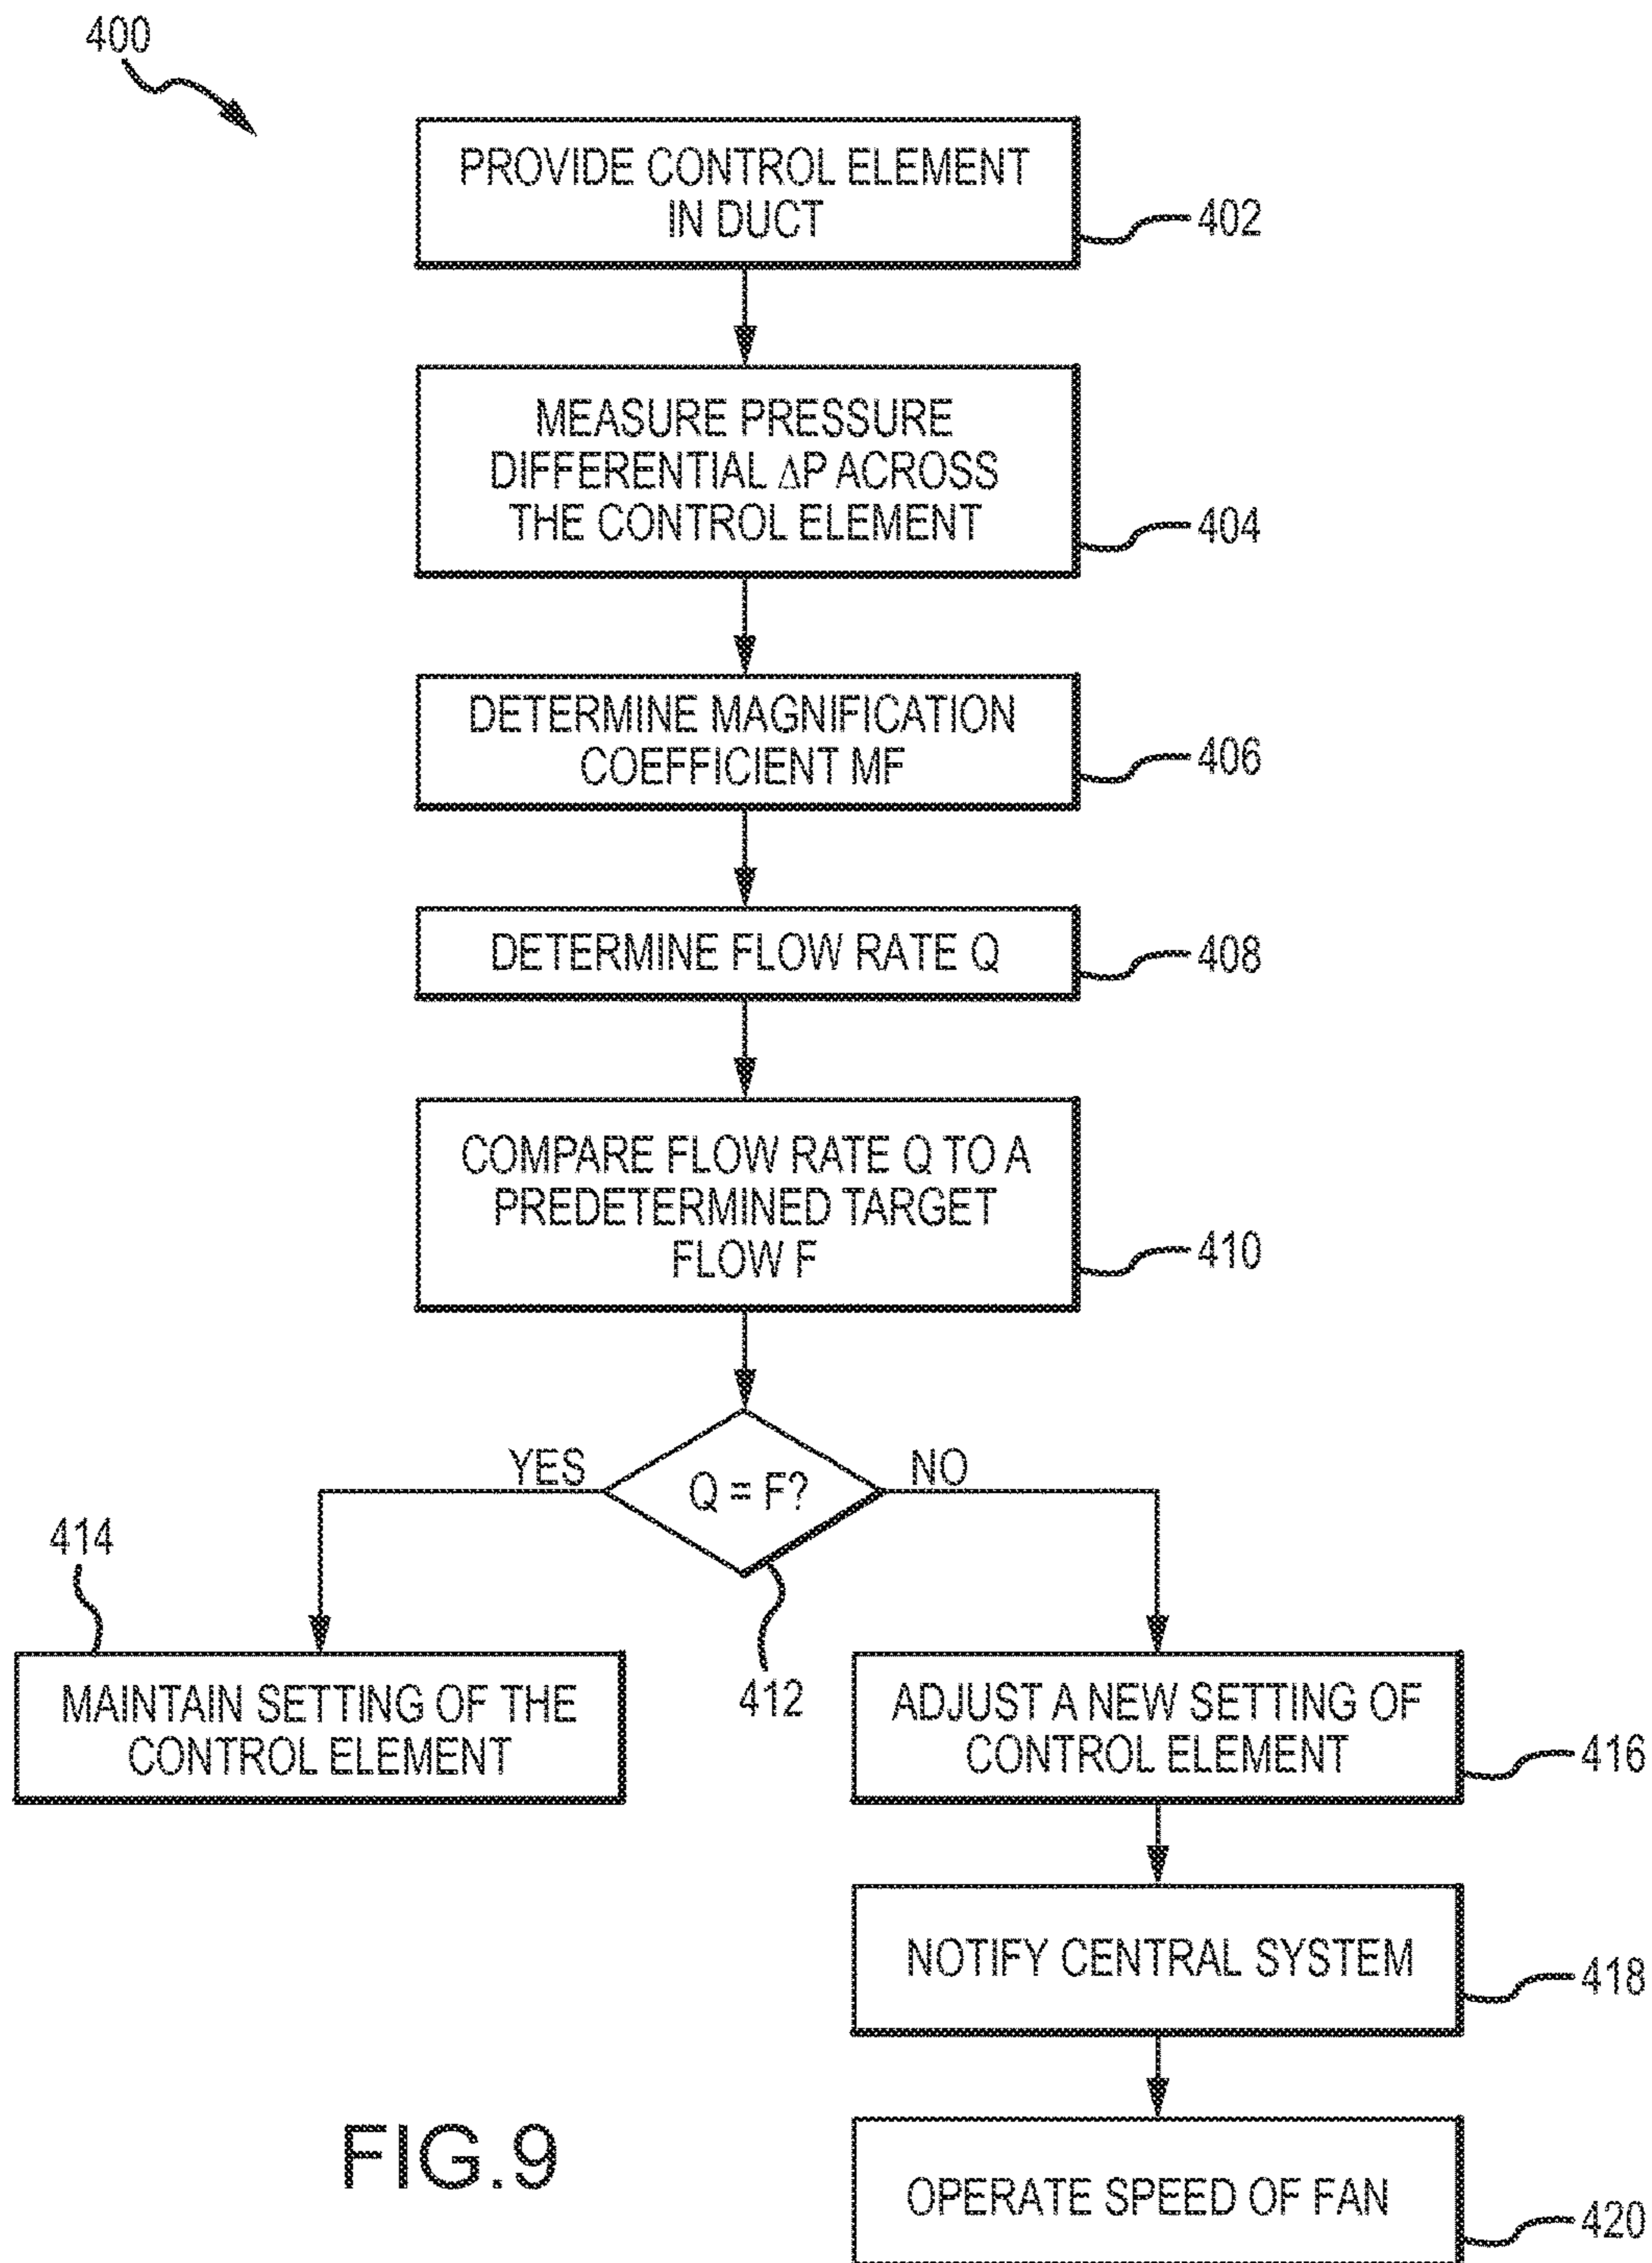 400
PROVIDE CONTROL ELEMENT
IN DUCT
402
MEASURE PRESSURE
DIFFERENTIAL ΔP ACROSS
THE CONTROL ELEMENT
404
DETERMINE MAGNIFICATION
COEFFICIENT MF
406
DETERMINE FLOW RATE Q
408
COMPARE FLOW RATE Q TO A
PREDETERMINED TARGET
FLOW F
410
YES
Q = F?
NO
412
414
MAINTAIN SETTING OF THE
CONTROL ELEMENT
ADJUST A NEW SETTING OF
CONTROL ELEMENT
416
NOTIFY CENTRAL SYSTEM
418
OPERATE SPEED OF FAN
420
FIG.9